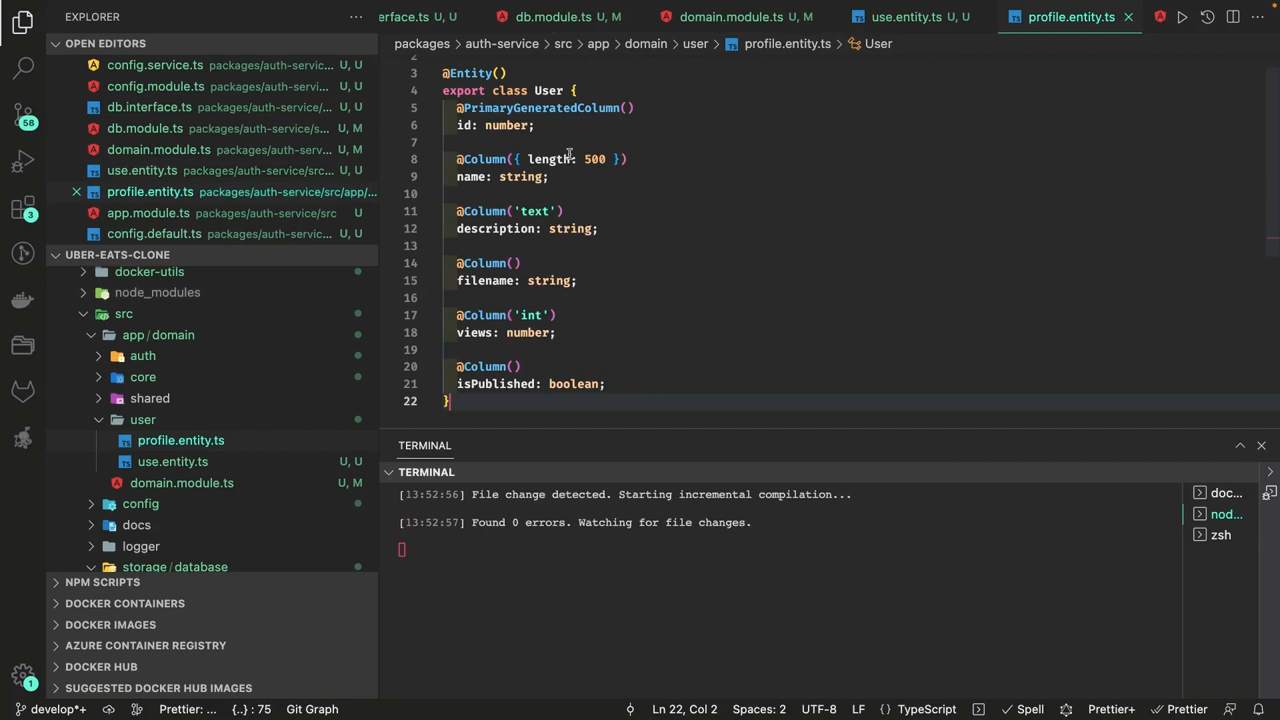 EXPLORER
erface.ts U, U
db.module.ts U, M
domain.module.ts U, M
use.entity.ts U, U
profile.entity.ts
OPEN EDITORS
config.service.ts packages/auth-servic... U, U
config.module.ts packages/auth-servic... U, U
db.interface.ts packages/auth-servic... U, U
db.module.ts packages/auth-service/s... U, M
domain.module.ts packages/auth-ser... U, M
use.entity.ts packages/auth-service/src... U, U
profile.entity.ts packages/auth-service/src/app/...
app.module.ts packages/auth-service/src U
config.default.ts packages/auth-servic... U, U
UBER-EATS-CLONE
docker-utils
node_modules
src
app / domain
auth
core
shared
user
profile.entity.ts
use.entity.ts U, U
domain.module.ts U, M
config
docs
logger
storage/database
NPM SCRIPTS
DOCKER CONTAINERS
DOCKER IMAGES
AZURE CONTAINER REGISTRY
DOCKER HUB
SUGGESTED DOCKER HUB IMAGES
58
3
1
packages > auth-service > src > app > domain > user > profile.entity.ts > User
2
3 @Entity()
4 export class User {
5 @PrimaryGeneratedColumn()
6 id: number;
7
8 @Column({ length: 500 })
9 name: string;
10
11 @Column('text')
12 description: string;
13
14 @Column()
15 filename: string;
16
17 @Column('int')
18 views: number;
19
20 @Column()
21 isPublished: boolean;
22 }
TERMINAL
TERMINAL
[13:52:56] File change detected. Starting incremental compilation...
[13:52:57] Found 0 errors. Watching for file changes.
doc...
nod...
zsh
develop*+ Prettier: ... {..} : 75 Git Graph Ln 22, Col 2 Spaces: 2 UTF-8 LF {} TypeScript Spell Prettier+ Prettier